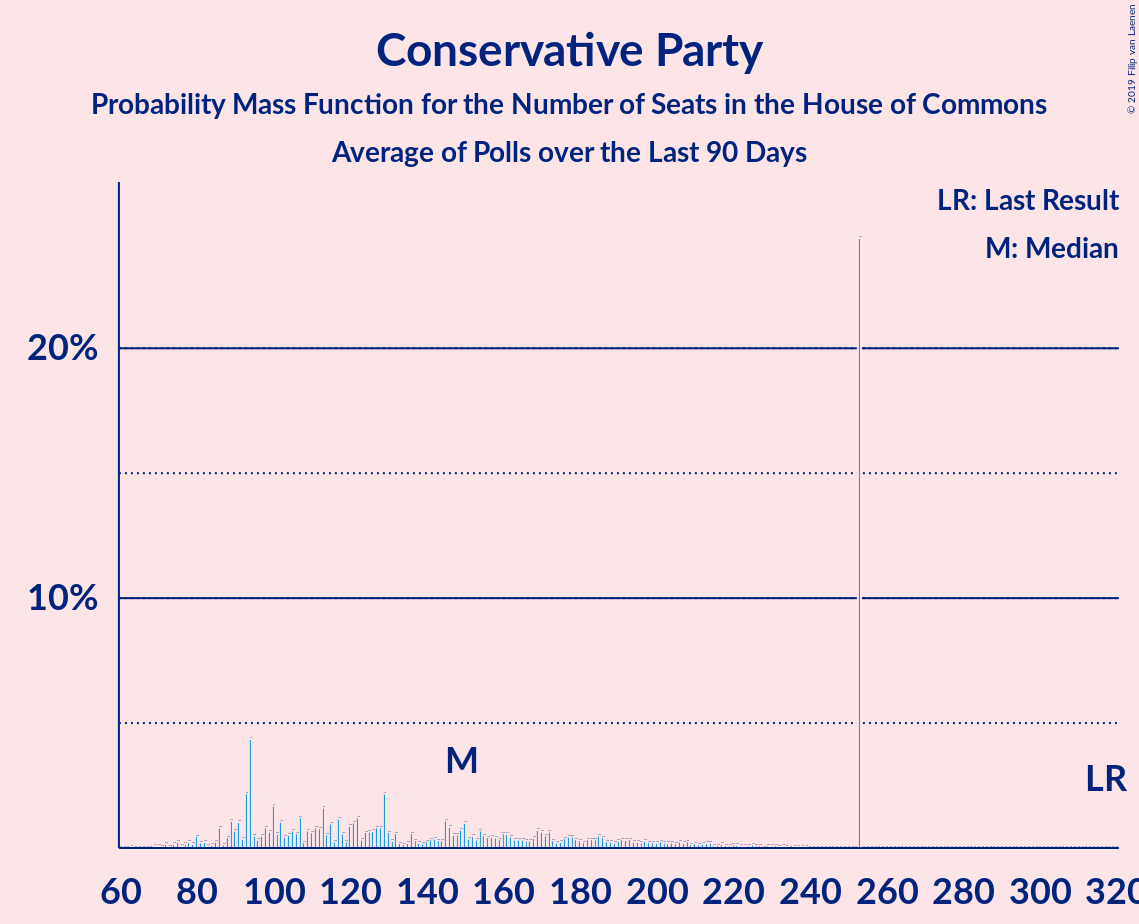 Conservative Party
Probability Mass Function for the Number of Seats in the House of Commons
Average of Polls over the Last 90 Days
© 2019 Filip van Laenen
LR: Last Result
M: Median
20%
10%
M
LR
60 80 100 120 140 160 180 200 220 240 260 280 300 320